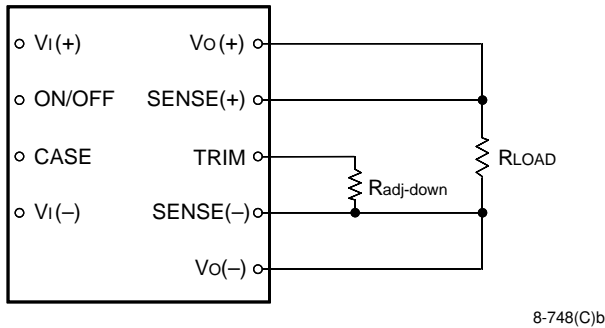 VI(+) VO(+)
ON/OFF SENSE(+)
CASE TRIM
RLOAD
Radj-down
VI(–) SENSE(–)
VO(–)
8-748(C)b